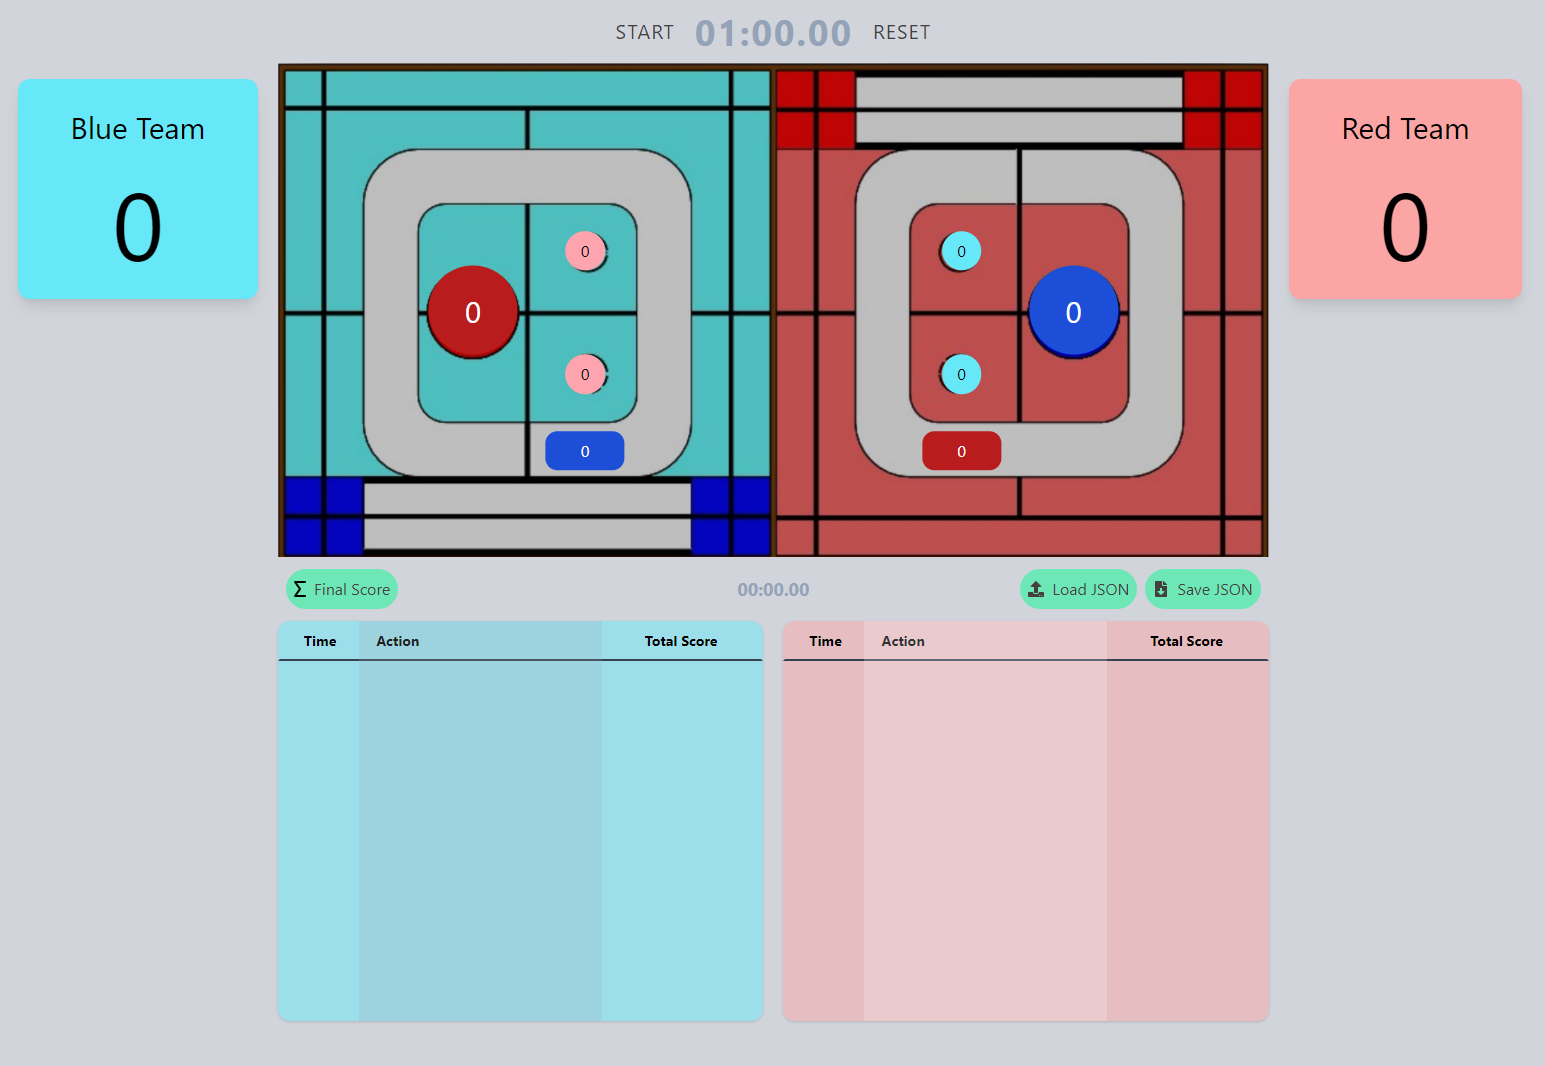 START 01:00.00 RESET
Blue Team
0
Red Team
0
0
0
0
0
0
0
0
0
Final Score
00:00.00
Load JSON
Save JSON
Time Action Total Score
Time Action Total Score